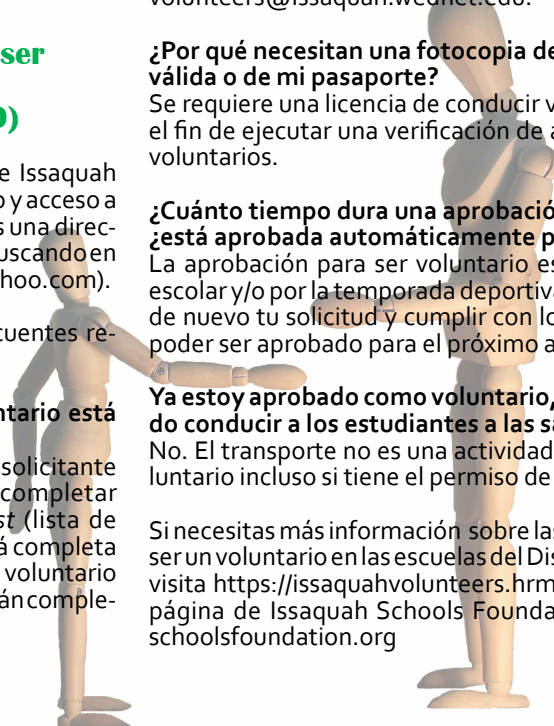 ser
O)
e Issaquah
o y acceso a
s una direc-
uscando en
hoo.com).
cuentes re-
ntario está
solicitante
completar
st (lista de
á completa
voluntario
án comple-
volunteers@issaquah.wednet.edu.
¿Por qué necesitan una fotocopia de
válida o de mi pasaporte?
Se requiere una licencia de conducir v
el fin de ejecutar una verificación de a
voluntarios.
¿Cuánto tiempo dura una aprobació
¿está aprobada automáticamente p
La aprobación para ser voluntario es
escolar y/o por la temporada deportiva
de nuevo tu solicitud y cumplir con lo
poder ser aprobado para el próximo a
Ya estoy aprobado como voluntario,
do conducir a los estudiantes a las sa
No. El transporte no es una actividad
luntario incluso si tiene el permiso de
Si necesitas más información sobre las
ser un voluntario en las escuelas del Dis
visita https://issaquahvolunteers.hrm
página de Issaquah Schools Founda
schoolsfoundation.org